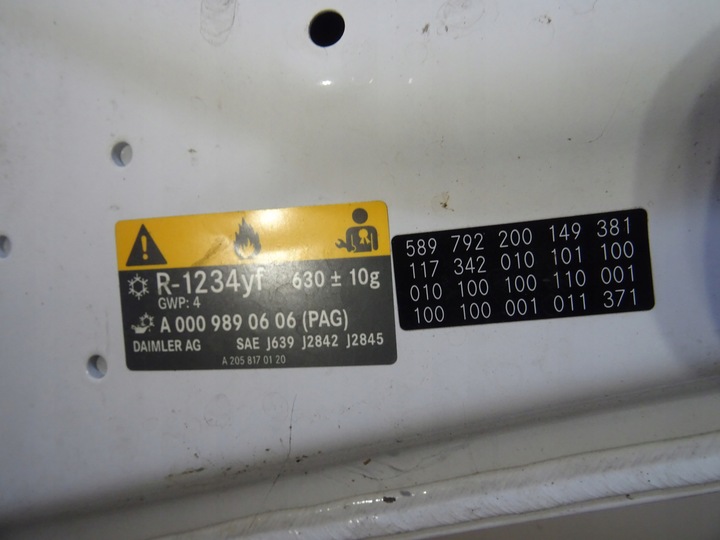 R-1234yf 630 ± 10g
GWP: 4
A 000 989 06 06 (PAG)
DAIMLER AG SAE J639 J2842 J2845
A 205 817 01 20
589 792 200 149 381
117 342 010 101 100
010 100 100 110 001
100 100 001 011 371